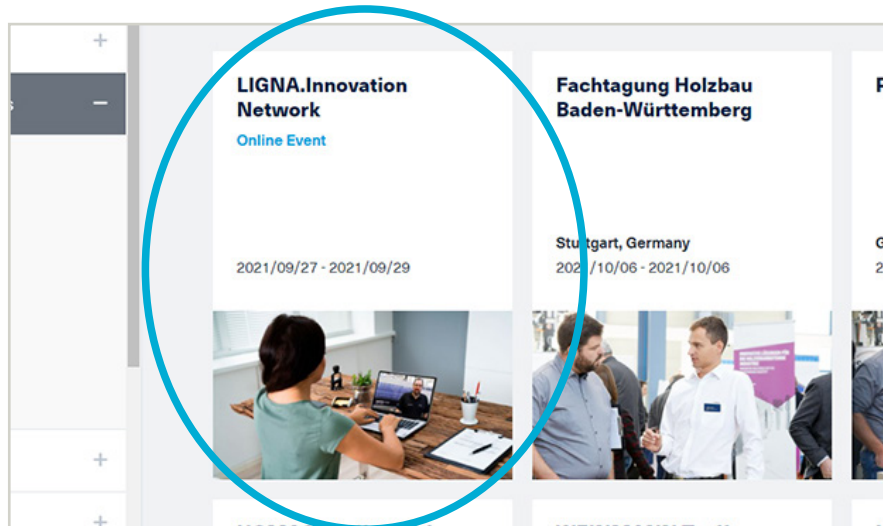 LIGNA.Innovation
Network
Online Event
2021/09/27 - 2021/09/29
Fachtagung Holzbau
Baden-Württemberg
Stuttgart, Germany
2021/10/06 - 2021/10/06